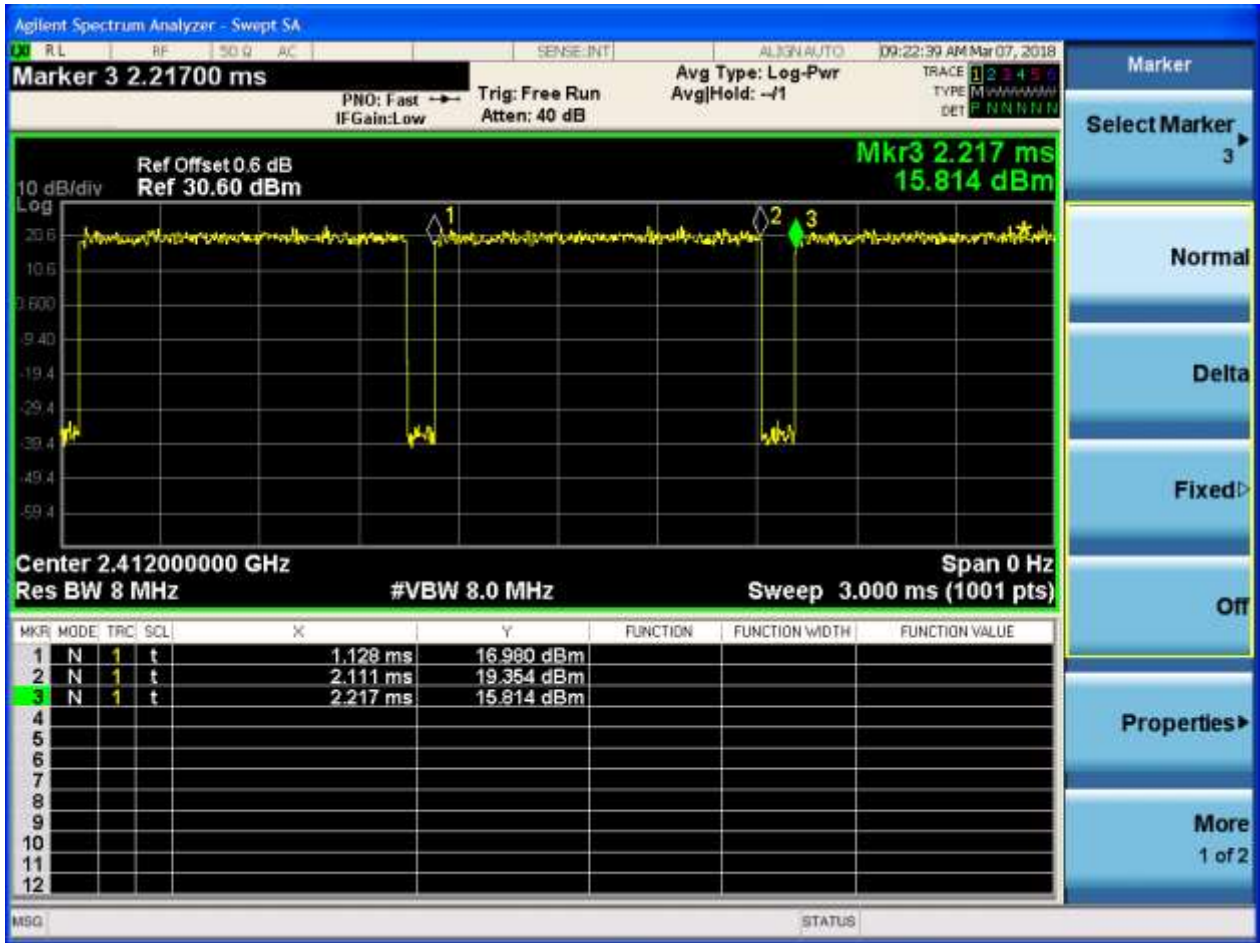 Agilent Spectrum Analyzer - Swept SA
LXI RL RF 50 Ω AC SENSE:INT ALIGN AUTO 09:22:39 AM Mar 07, 2018
Marker 3 2.21700 ms
PNO: Fast
IFGain:Low
Trig: Free Run
Atten: 40 dB
Avg Type: Log-Pwr
Avg|Hold: --/1
TRACE 1 2 3 4 5 6
TYPE M
DET P N N N N N
Mkr3 2.217 ms
15.814 dBm
Ref Offset 0.6 dB
10 dB/div Ref 30.60 dBm
Log
1
2
3
20.6
10.6
0.600
-9.40
-19.4
-29.4
-39.4
-49.4
-59.4
Center 2.412000000 GHz Span 0 Hz
Res BW 8 MHz #VBW 8.0 MHz Sweep 3.000 ms (1001 pts)
MKR MODE TRC SCL X Y FUNCTION FUNCTION WIDTH FUNCTION VALUE
1 N 1 t 1.128 ms 16.980 dBm
2 N 1 t 2.111 ms 19.354 dBm
3 N 1 t 2.217 ms 15.814 dBm
4
5
6
7
8
9
10
11
12
MSG STATUS
Marker
Select Marker
3
Normal
Delta
Fixed
Off
Properties
More
1 of 2